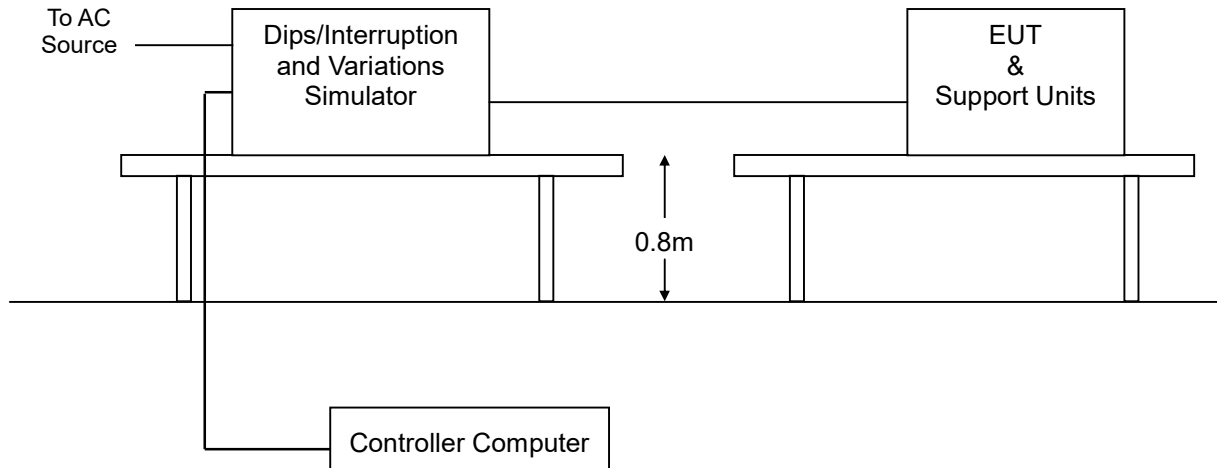 To AC
Source
Dips/Interruption
and Variations
Simulator
EUT
&
Support Units
0.8m
Controller Computer